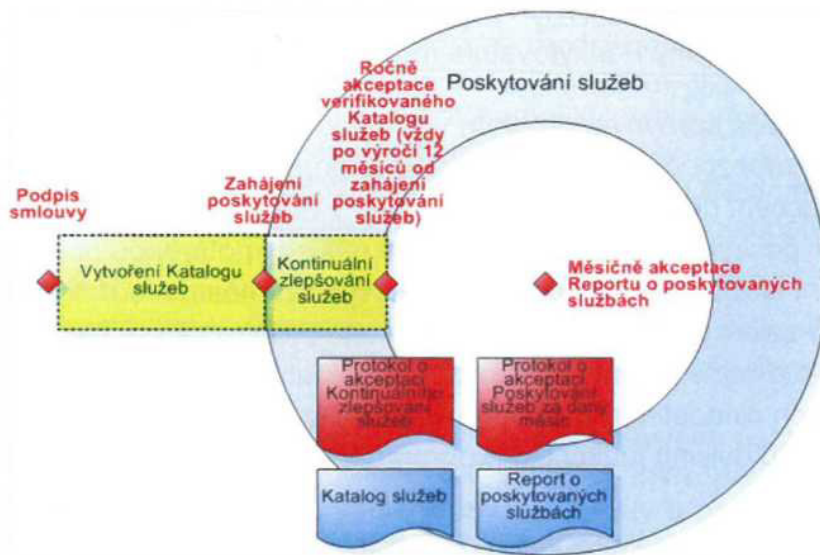 Poskytování služeb
Ročně
akceptace
verifikovaného
Katalogu
služeb (vždy
po výročí 12
měsíců od
zahájení
poskytování
služeb)
Podpis
smlouvy
Zahájení
poskytování
služeb
Vytvoření Katalogu
služeb
Kontinuální
zlepšování
služeb
Měsíčně akceptace
Reportu o poskytovaných
službách
Protokol o
akceptaci
Kontinuálního
zlepšování
služeb
Protokol o
akceptaci
Poskytování
služeb za daný
měsíc
Katalog služeb
Report o
poskytovaných
službách